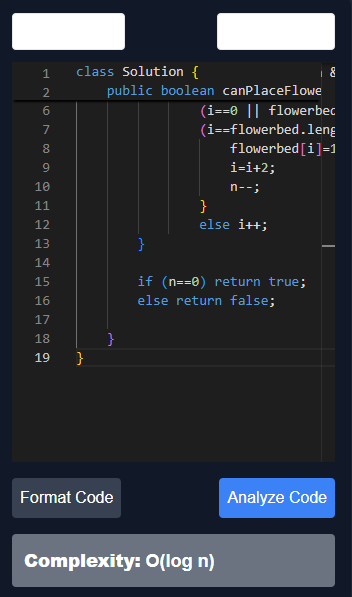 1 class Solution { &
2 public boolean canPlaceFlowe
6 (i==0 || flowerbed
7 (i==flowerbed.leng
8 flowerbed[i]=1
9 i=i+2;
10 n--;
11 }
12 else i++;
13 }
14
15 if (n==0) return true;
16 else return false;
17
18 }
19 }
Format Code
Analyze Code
Complexity: O(log n)